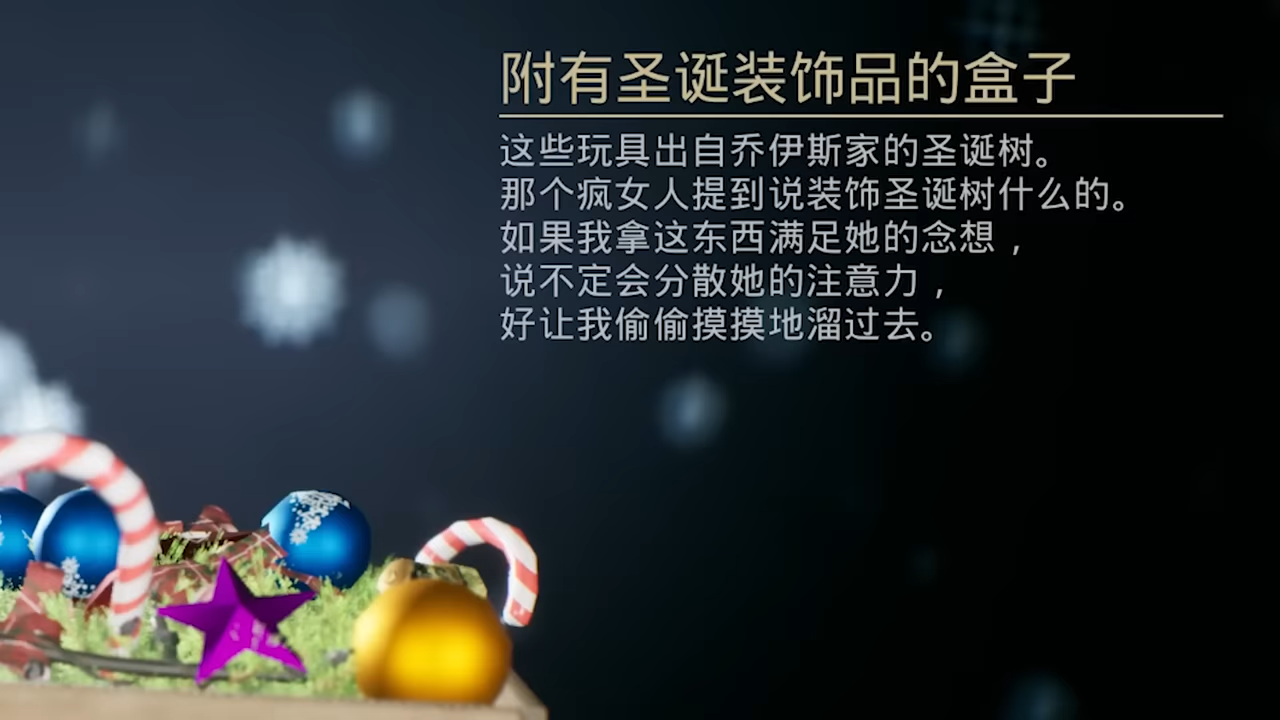 附有圣诞装饰品的盒子
这些玩具出自乔伊斯家的圣诞树。
那个疯女人提到说装饰圣诞树什么的。
如果我拿这东西满足她的念想，
说不定会分散她的注意力，
好让我偷偷摸摸地溜过去。